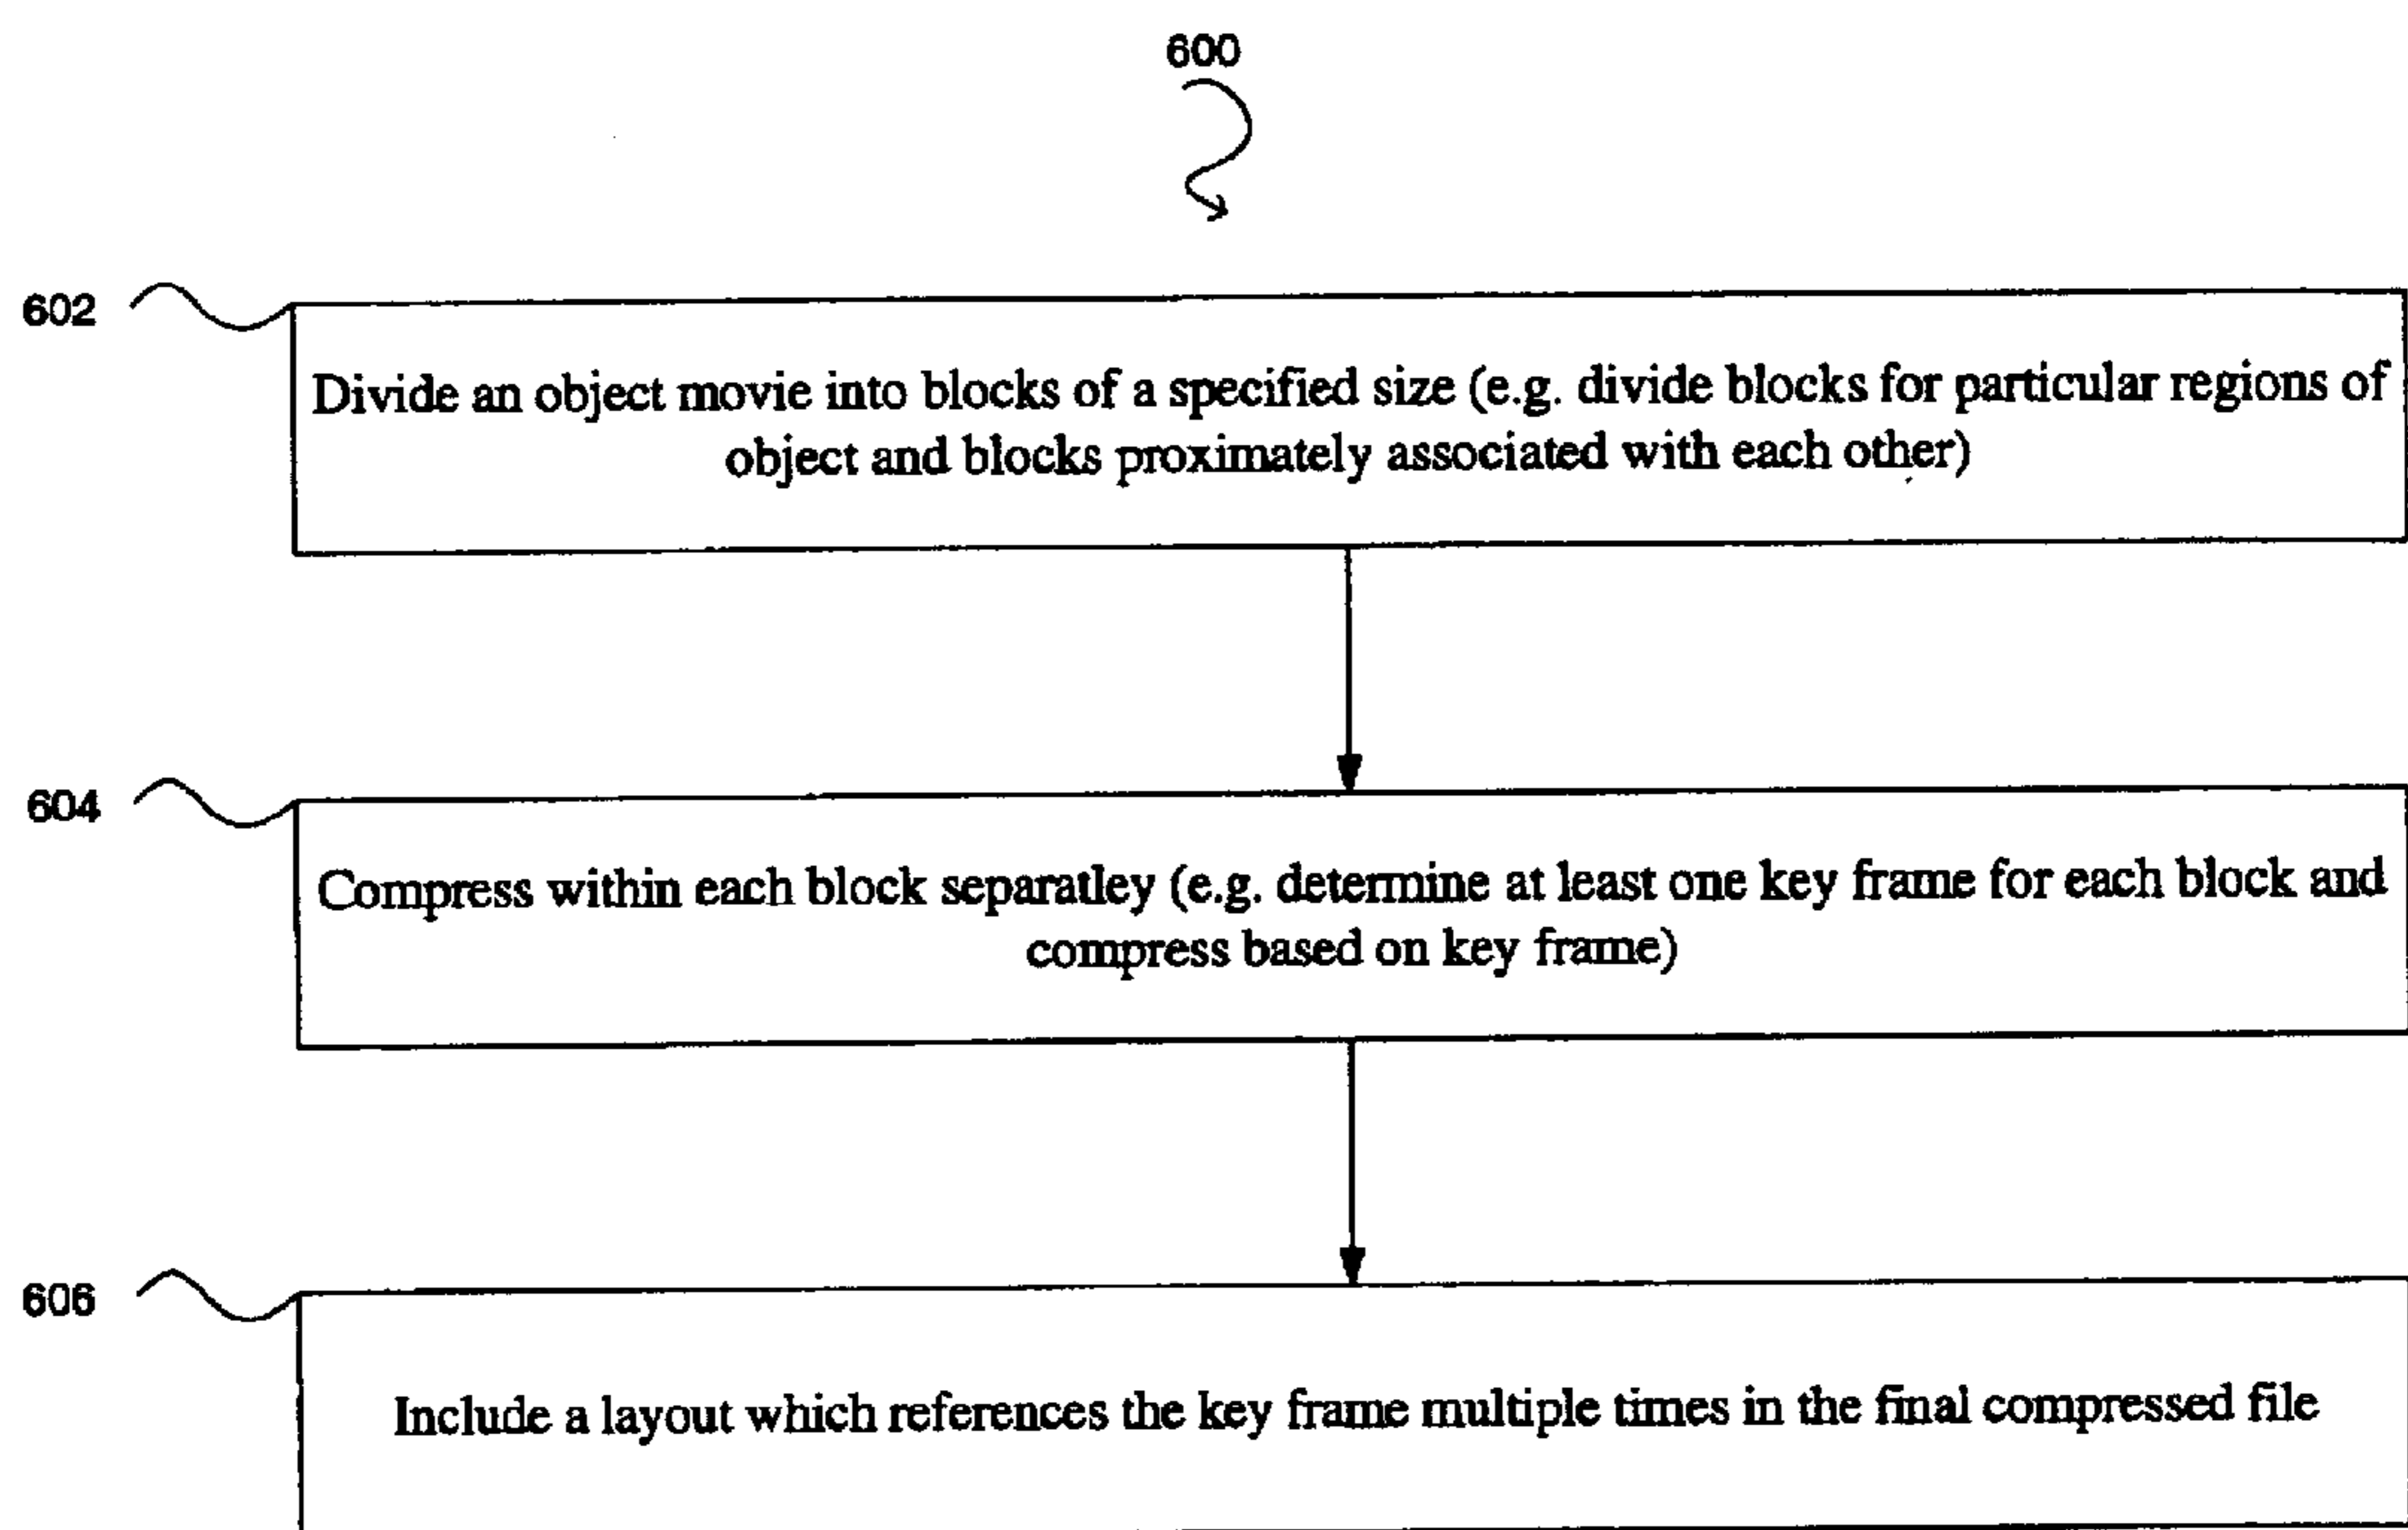 600
602
Divide an object movie into blocks of a specified size (e.g. divide blocks for particular regions of
object and blocks proximately associated with each other)
604
Compress within each block separatley (e.g. determine at least one key frame for each block and
compress based on key frame)
606
Include a layout which references the key frame multiple times in the final compressed file